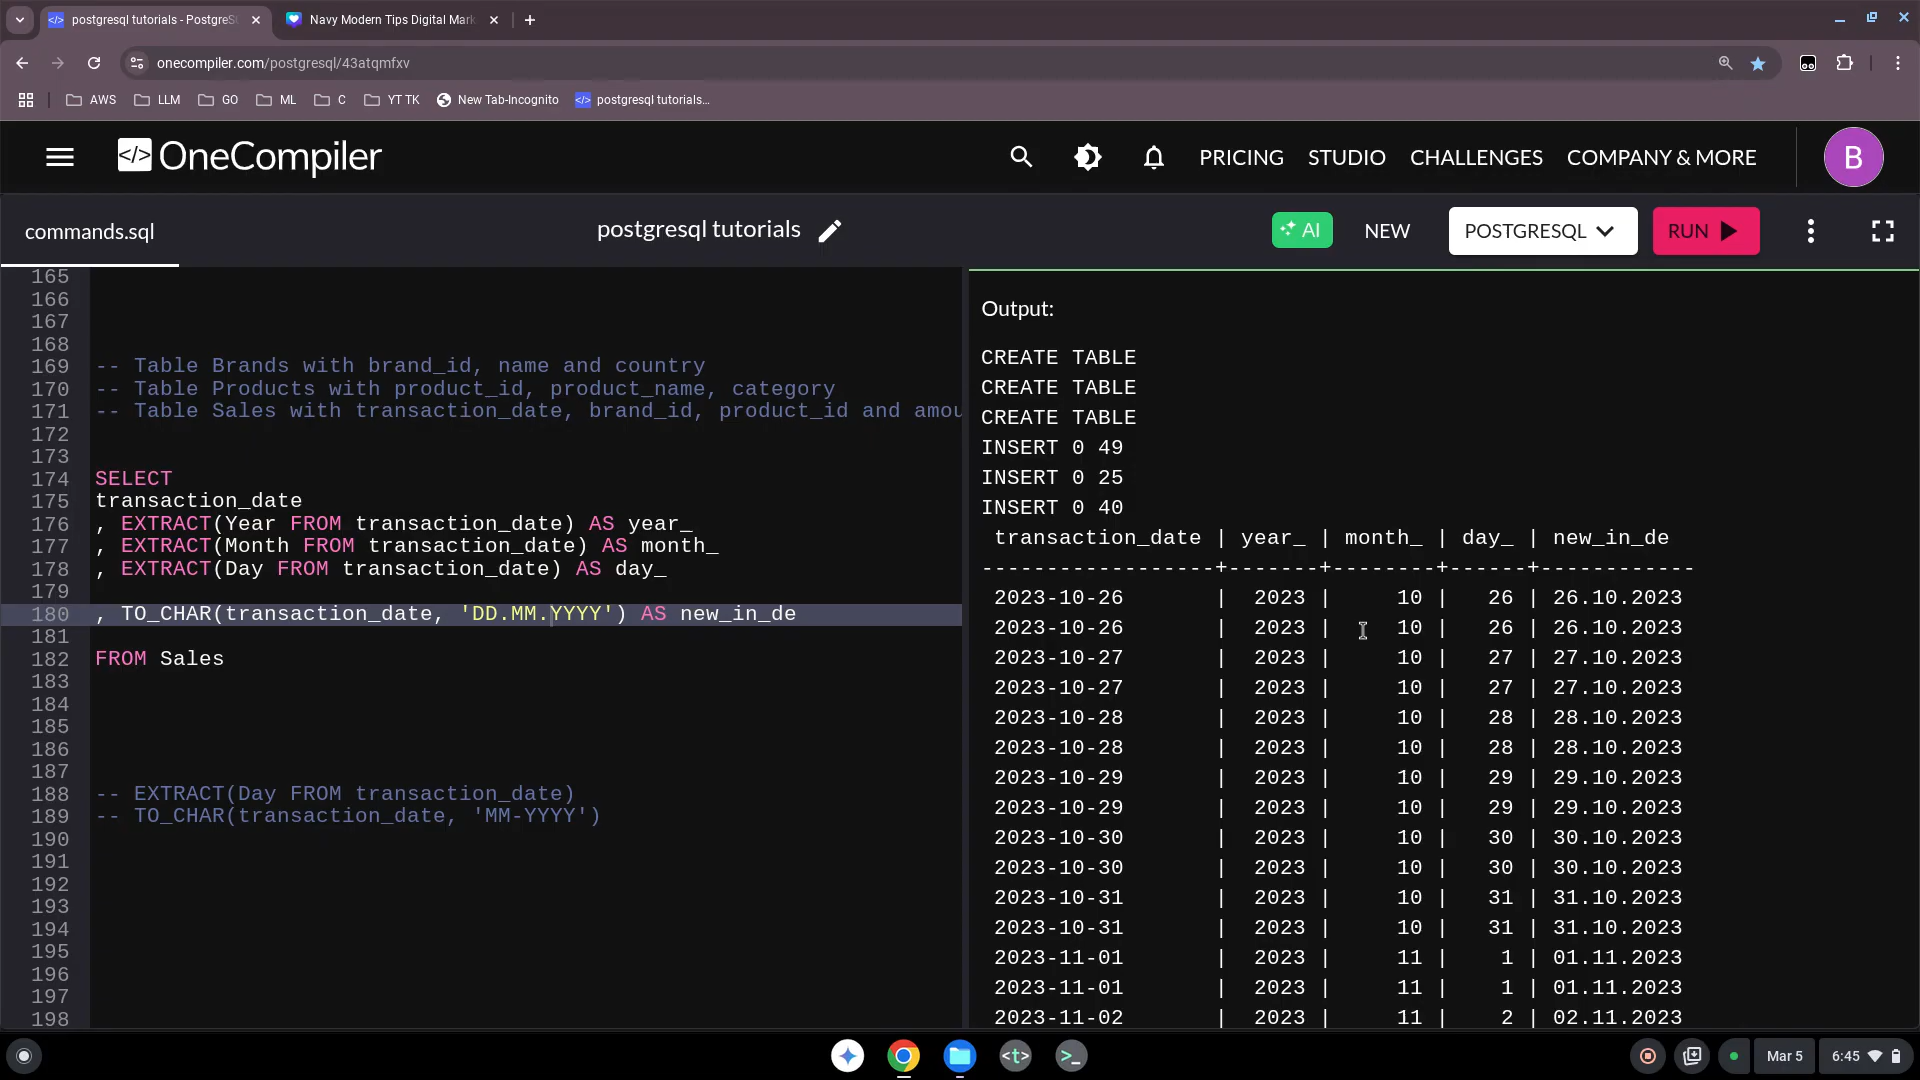 postgresql tutorials - PostgreS
Navy Modern Tips Digital Mark
onecompiler.com/postgresql/43atqmfxv
AWS
LLM
GO
ML
C
YT TK
New Tab-Incognito
postgresql tutorials...
</> OneCompiler
PRICING
STUDIO
CHALLENGES
COMPANY & MORE
B
commands.sql
postgresql tutorials
AI
NEW
POSTGRESQL
RUN
165
166
167
168
169 -- Table Brands with brand_id, name and country
170 -- Table Products with product_id, product_name, category
171 -- Table Sales with transaction_date, brand_id, product_id and amou
172
173
174 SELECT
175 transaction_date
176 , EXTRACT(Year FROM transaction_date) AS year_
177 , EXTRACT(Month FROM transaction_date) AS month_
178 , EXTRACT(Day FROM transaction_date) AS day_
179
180 , TO_CHAR(transaction_date, 'DD.MM.YYYY') AS new_in_de
181
182 FROM Sales
183
184
185
186
187
188 -- EXTRACT(Day FROM transaction_date)
189 -- TO_CHAR(transaction_date, 'MM-YYYY')
190
191
192
193
194
195
196
197
198
Output:
CREATE TABLE
CREATE TABLE
CREATE TABLE
INSERT 0 49
INSERT 0 25
INSERT 0 40
transaction_date | year_ | month_ | day_ | new_in_de
------------------+-------+--------+------+------------
2023-10-26 | 2023 | 10 | 26 | 26.10.2023
2023-10-26 | 2023 | 10 | 26 | 26.10.2023
2023-10-27 | 2023 | 10 | 27 | 27.10.2023
2023-10-27 | 2023 | 10 | 27 | 27.10.2023
2023-10-28 | 2023 | 10 | 28 | 28.10.2023
2023-10-28 | 2023 | 10 | 28 | 28.10.2023
2023-10-29 | 2023 | 10 | 29 | 29.10.2023
2023-10-29 | 2023 | 10 | 29 | 29.10.2023
2023-10-30 | 2023 | 10 | 30 | 30.10.2023
2023-10-30 | 2023 | 10 | 30 | 30.10.2023
2023-10-31 | 2023 | 10 | 31 | 31.10.2023
2023-10-31 | 2023 | 10 | 31 | 31.10.2023
2023-11-01 | 2023 | 11 | 1 | 01.11.2023
2023-11-01 | 2023 | 11 | 1 | 01.11.2023
2023-11-02 | 2023 | 11 | 2 | 02.11.2023
<t>
>_
Mar 5
6:45